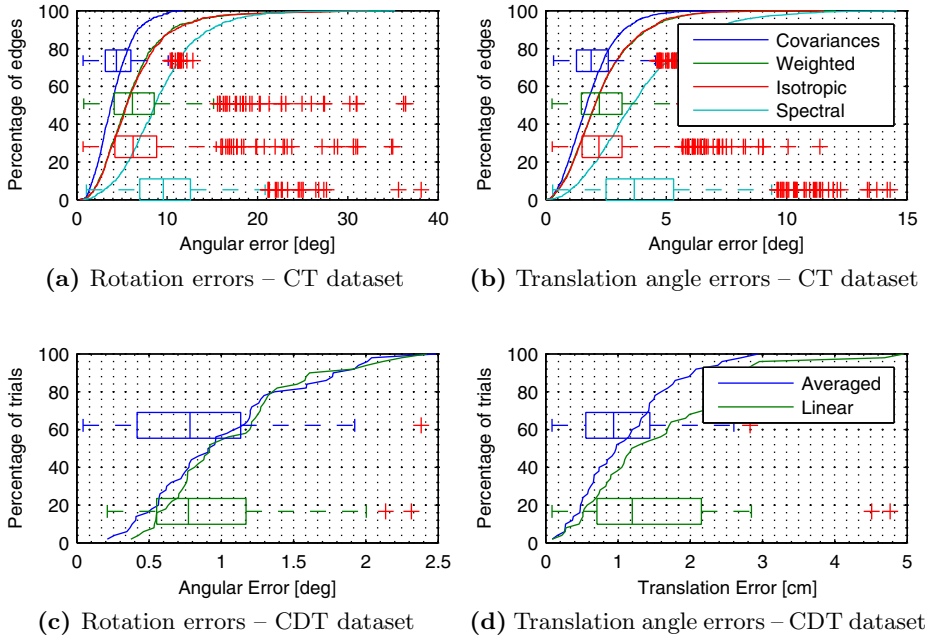 Percentage of edges
100
80
60
40
20
0
0 10 20 30 40
Angular error [deg]
(a) Rotation errors – CT dataset
Percentage of edges
100
80
60
40
20
0
0 5 10 15
Angular error [deg]
Covariances
Weighted
Isotropic
Spectral
(b) Translation angle errors – CT dataset
Percentage of trials
100
80
60
40
20
0
0 0.5 1 1.5 2 2.5
Angular Error [deg]
(c) Rotation errors – CDT dataset
Percentage of trials
100
80
60
40
20
0
0 1 2 3 4 5
Translation Error [cm]
Averaged
Linear
(d) Translation angle errors – CDT dataset